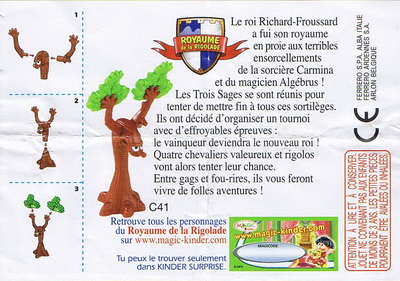 1
2
3
ROYAUME
de la RIGOLADE
Le roi Richard-Froussard
a fui son royaume
en proie aux terribles
ensorcellements
de la sorcière Carmina
et du magicien Algébrus !
Les Trois Sages se sont réunis pour
tenter de mettre fin à tous ces sortilèges.
Ils ont décidé d'organiser un tournoi
avec d'effroyables épreuves :
le vainqueur deviendra le nouveau roi !
Quatre chevaliers valeureux et rigolos
vont alors tenter leur chance.
Entre gags et fou-rires, ils vous feront
vivre de folles aventures !
C41
Retrouve tous les personnages
du Royaume de la Rigolade
sur www.magic-kinder.com
Tu peux le trouver seulement
dans KINDER SURPRISE.
www.magic-kinder.com
MAGICODE
FERRERO S.P.A. ALBA ITALIE
FERRERO ARDENNES S.A.
ARLON BELGIQUE
CE
ATTENTION À LIRE ET À CONSERVER.
JOUET NE CONVENANT PAS AUX ENFANTS
DE MOINS DE 3 ANS. LES PETITES PIÈCES
POURRAIENT ÊTRE AVALÉES OU INHALÉES.